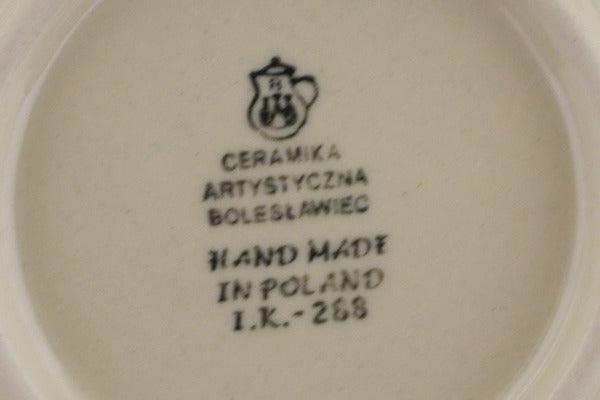 CERAMIKA
ARTYSTYCZNA
BOLESŁAWIEC
HAND MADE
IN POLAND
I.K.-288